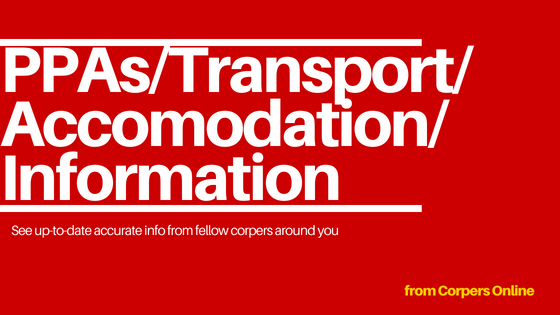 PPAs/Transport/
Accomodation/
Information
See up-to-date accurate info from fellow corpers around you
from Corpers Online